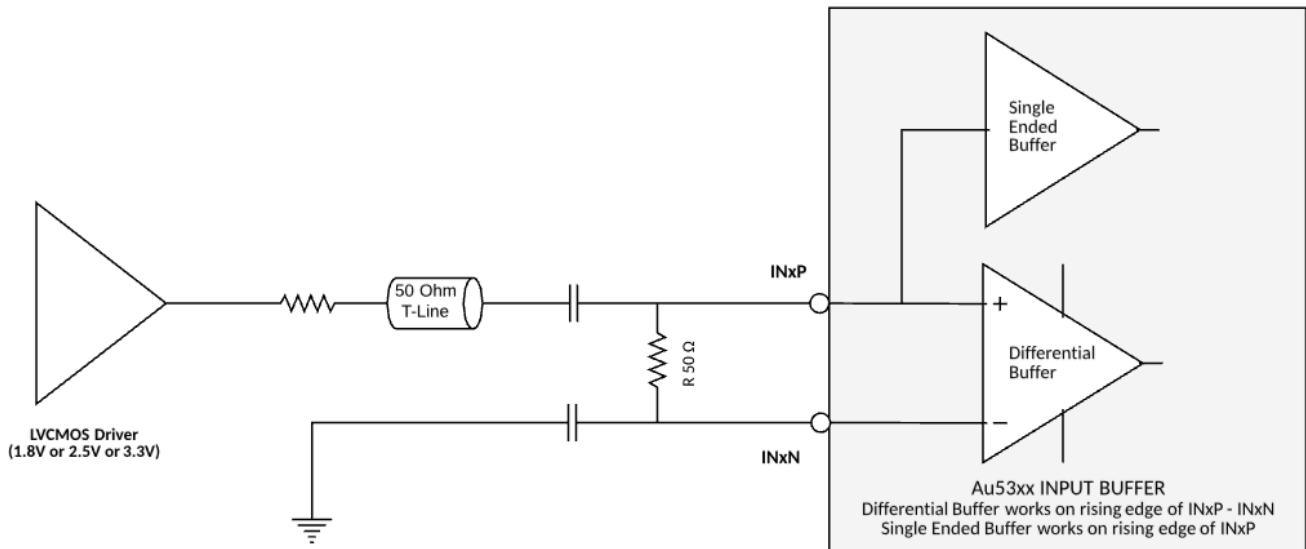 Single
Ended
Buffer
INxP
50 Ohm
T-Line
+
R 50 Ω
Differential
Buffer
LVCMOS Driver
(1.8V or 2.5V or 3.3V)
INxN
−
Au53xx INPUT BUFFER
Differential Buffer works on rising edge of INxP - INxN
Single Ended Buffer works on rising edge of INxP